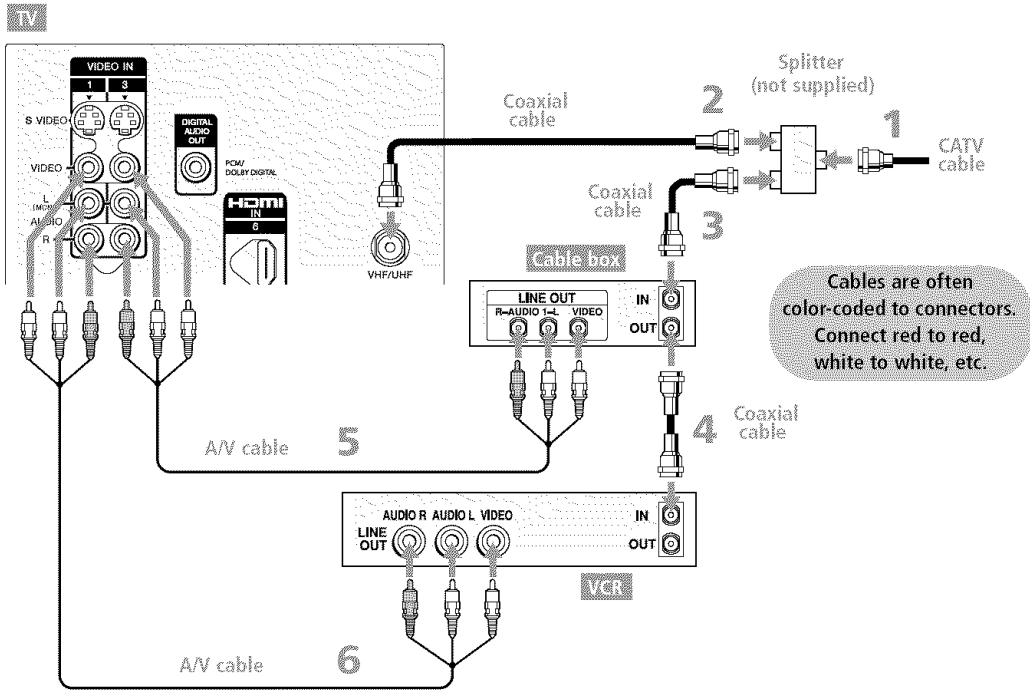 TV
VIDEO IN
1 3
S VIDEO
VIDEO
L
(MONO)
AUDIO
R
DIGITAL
AUDIO
OUT
PCM/
DOLBY DIGITAL
HDMI
IN
6
VHF/UHF
Coaxial
cable
2
Splitter
(not supplied)
1
CATV
cable
Coaxial
cable
3
Cable box
LINE OUT
R–AUDIO 1–L VIDEO
IN
OUT
Cables are often
color-coded to connectors.
Connect red to red,
white to white, etc.
4
Coaxial
cable
A/V cable
5
AUDIO R AUDIO L VIDEO
LINE
OUT
IN
OUT
VCR
A/V cable
6